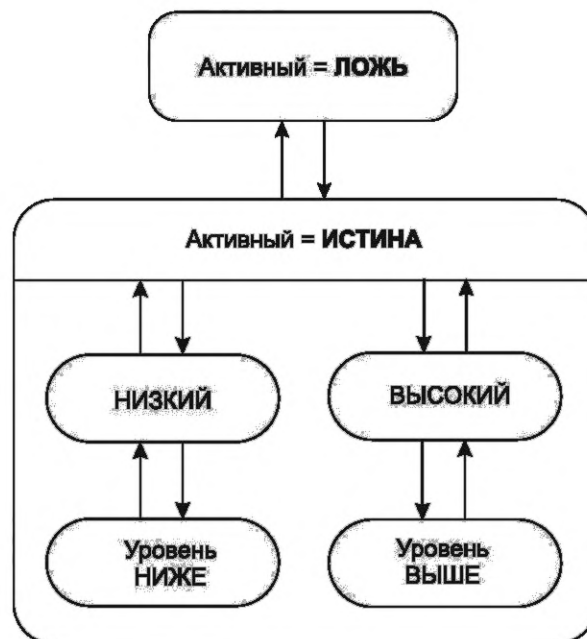 Активный = ЛОЖЬ
Активный = ИСТИНА
НИЗКИЙ
ВЫСОКИЙ
Уровень
НИЖЕ
Уровень
ВЫШЕ